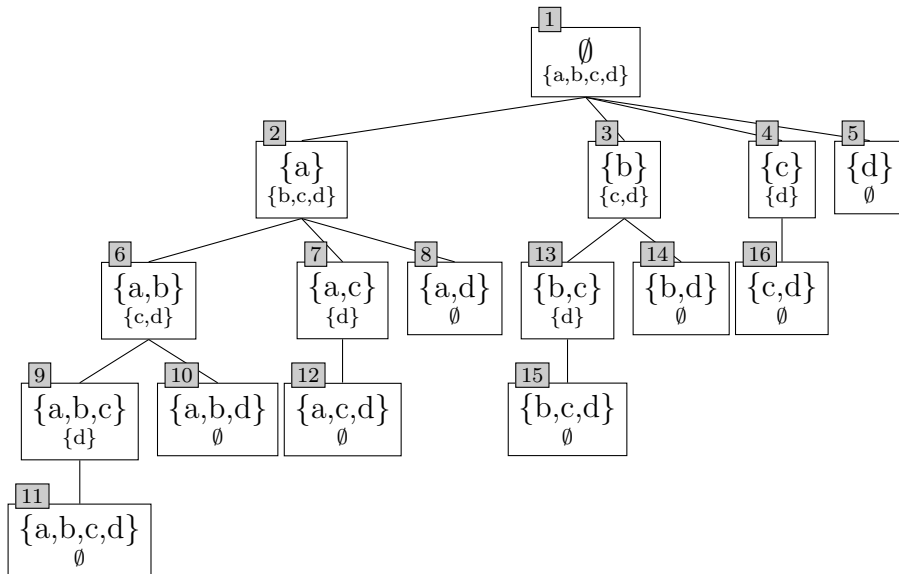 1
∅
{a,b,c,d}
2
{a}
{b,c,d}
3
{b}
{c,d}
4
{c}
{d}
5
{d}
∅
6
{a,b}
{c,d}
7
{a,c}
{d}
8
{a,d}
∅
13
{b,c}
{d}
14
{b,d}
∅
16
{c,d}
∅
9
{a,b,c}
{d}
10
{a,b,d}
∅
12
{a,c,d}
∅
15
{b,c,d}
∅
11
{a,b,c,d}
∅